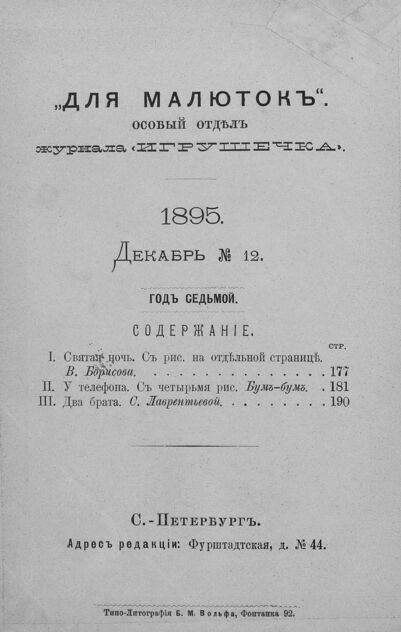 „ДЛЯ МАЛЮТОКЪ“.
ОСОБЫЙ ОТДѢЛЪ
журнала «ИГРУШЕЧКА».
1895.
Декабрь № 12.
ГОДЪ СЕДЬМОЙ.
СОДЕРЖАНІЕ.
СТР.
I. Святая ночь. Съ рис. на отдѣльной страницѣ.
В. Борисова. . . . . . . . . . . . . . . 177
II. У телефона. Съ четырьмя рис. Бумъ-бумъ. . 181
III. Два брата. С. Лаврентьевой. . . . . . . . . 190
С.-Петербургъ.
Адресъ редакціи: Фурштадтская, д. № 44.
Типо-Литографія Б. М. Вольфа, Фонтанка 92.